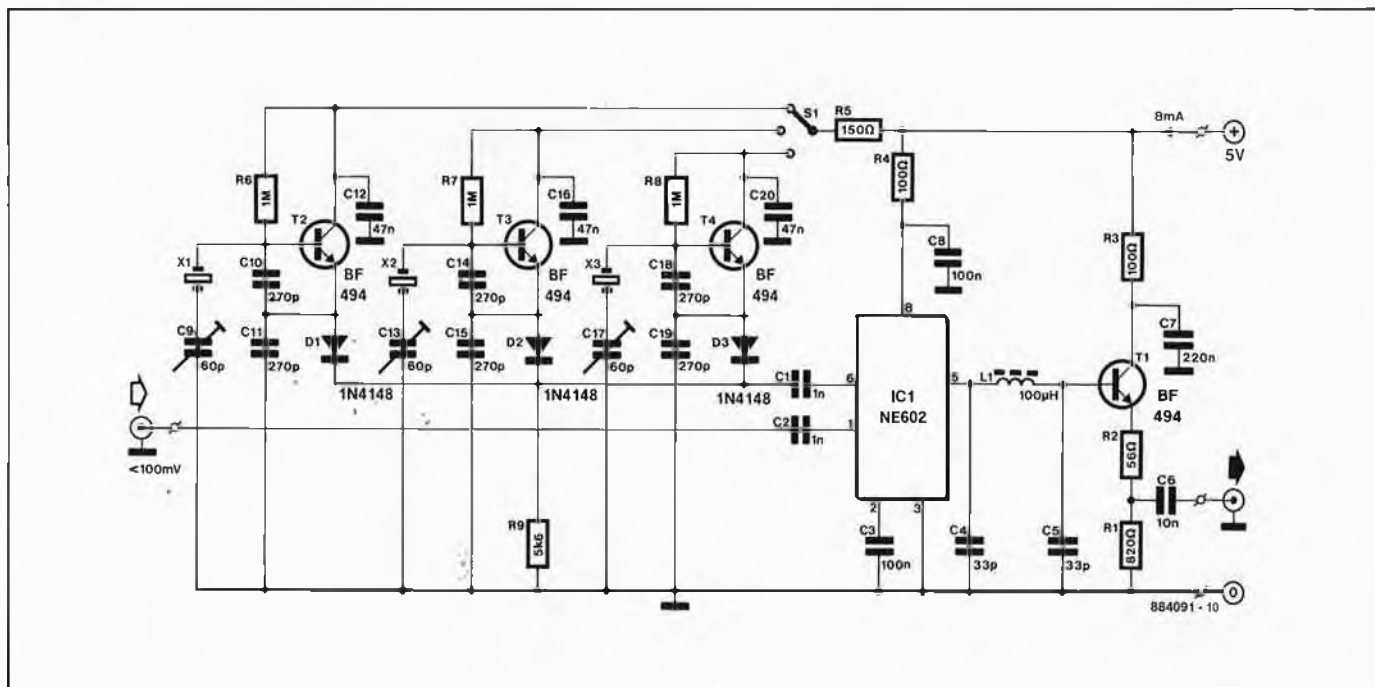 S1
R5
150Ω
8mA
+
5V
R6
1M
C12
47n
R7
1M
C16
47n
R8
1M
C20
47n
R4
100Ω
T2
T3
T4
C8
100n
R3
100Ω
X1
C10
270p
BF
494
X2
C14
270p
BF
494
X3
C18
270p
BF
494
C7
220n
T1
BF
494
C9
60p
C11
270p
D1
1N4148
C13
60p
C15
270p
D2
1N4148
C17
60p
C19
270p
D3
1N4148
C1
1n
C2
1n
8
6
1
5
2
3
IC1
NE602
L1
100µH
R2
56Ω
<100mV
R9
5k6
C3
100n
C4
33p
C5
33p
C6
10n
R1
820Ω
0
884091 - 10